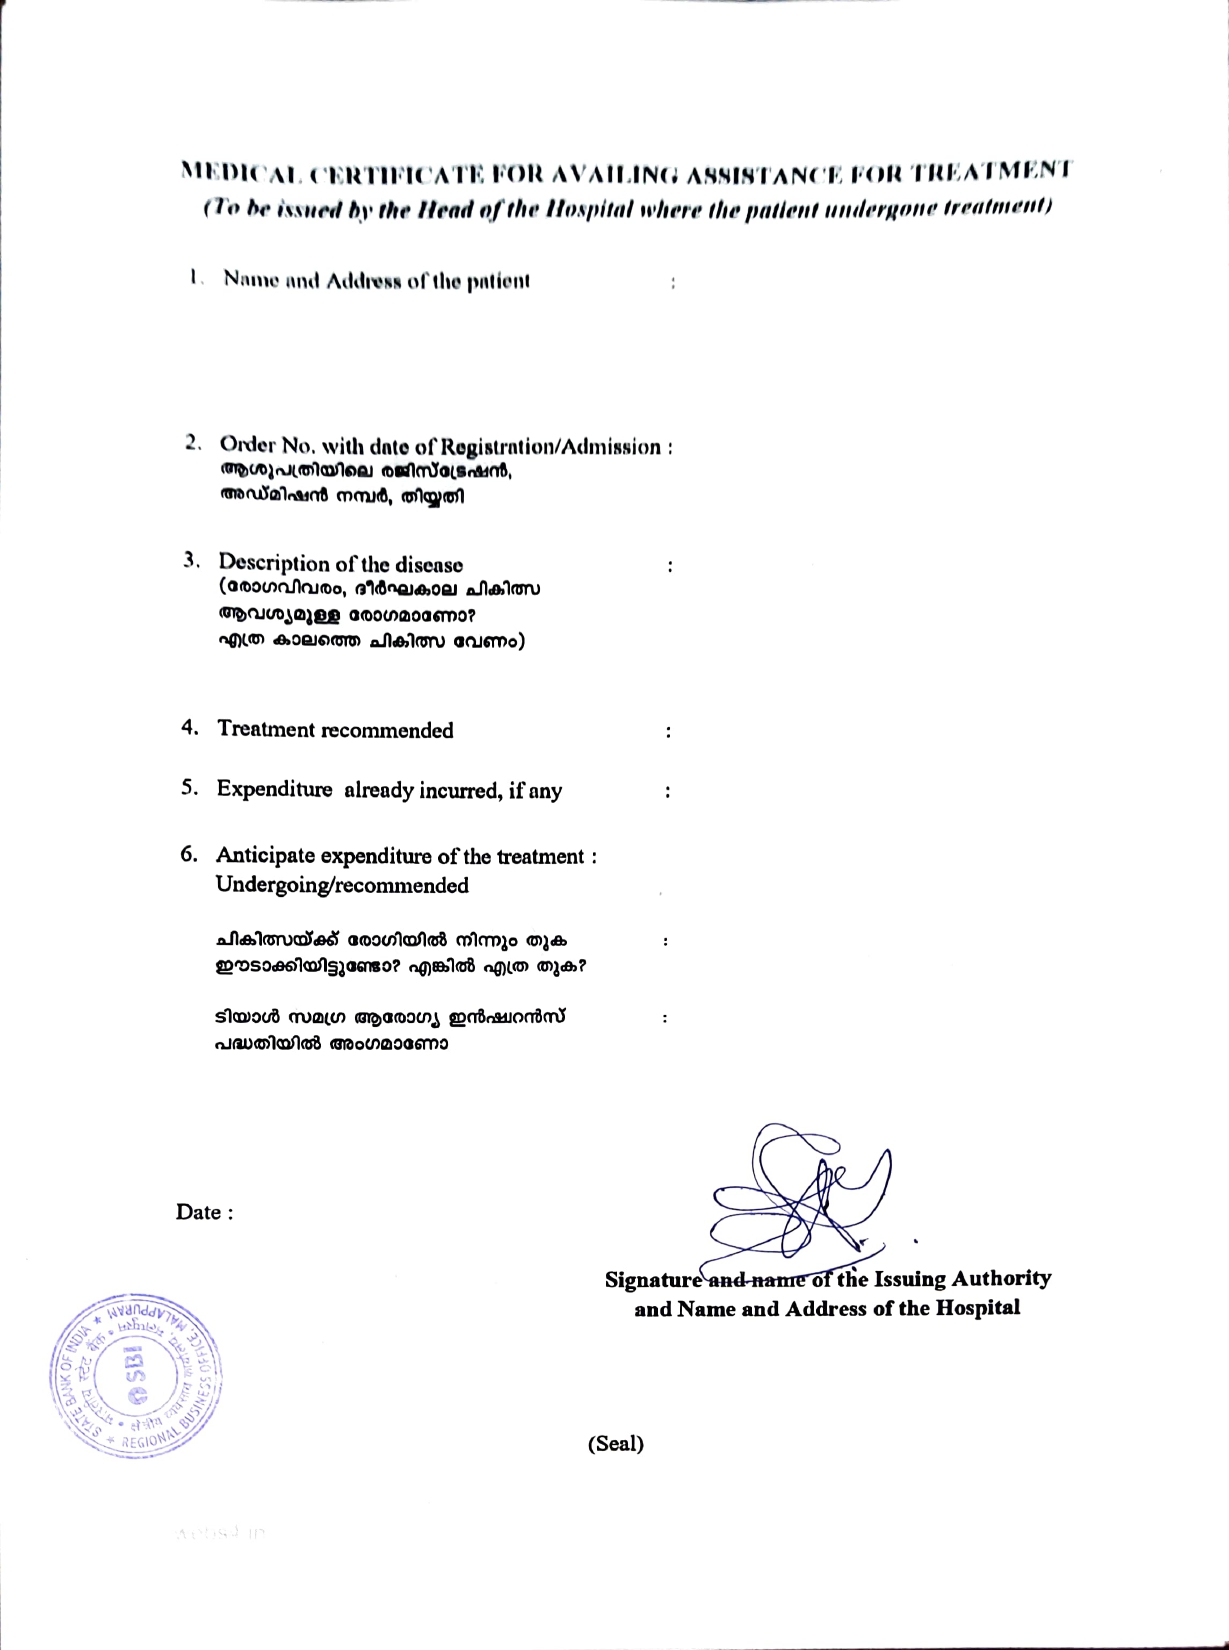 MEDICAL CERTIFICATE FOR AVAILING ASSISTANCE FOR TREATMENT
(To be issued by the Head of the Hospital where the patient undergone treatment)
1. Name and Address of the patient :
2. Order No. with date of Registration/Admission :
ആശുപത്രിയിലെ രജിസ്ട്രേഷൻ,
അഡ്മിഷൻ നമ്പർ, തിയ്യതി
3. Description of the disease :
(രോഗവിവരം, ദീർഘകാല ചികിത്സ
ആവശ്യമുള്ള രോഗമാണോ?
എത്ര കാലത്തെ ചികിത്സ വേണം)
4. Treatment recommended :
5. Expenditure already incurred, if any :
6. Anticipate expenditure of the treatment :
Undergoing/recommended
ചികിത്സയ്ക്ക് രോഗിയിൽ നിന്നും തുക :
ഈടാക്കിയിട്ടുണ്ടോ? എങ്കിൽ എത്ര തുക?
ടിയാൾ സമഗ്ര ആരോഗ്യ ഇൻഷ്വറൻസ് :
പദ്ധതിയിൽ അംഗമാണോ
Date :
Signature and name of the Issuing Authority
and Name and Address of the Hospital
STATE BANK OF INDIA ★ REGIONAL BUSINESS OFFICE, MALAPPURAM ★
भारतीय स्टेट बैंक • क्षेत्रीय व्यवसाय कार्यालय, मलप्पुरम •
SBI
(Seal)